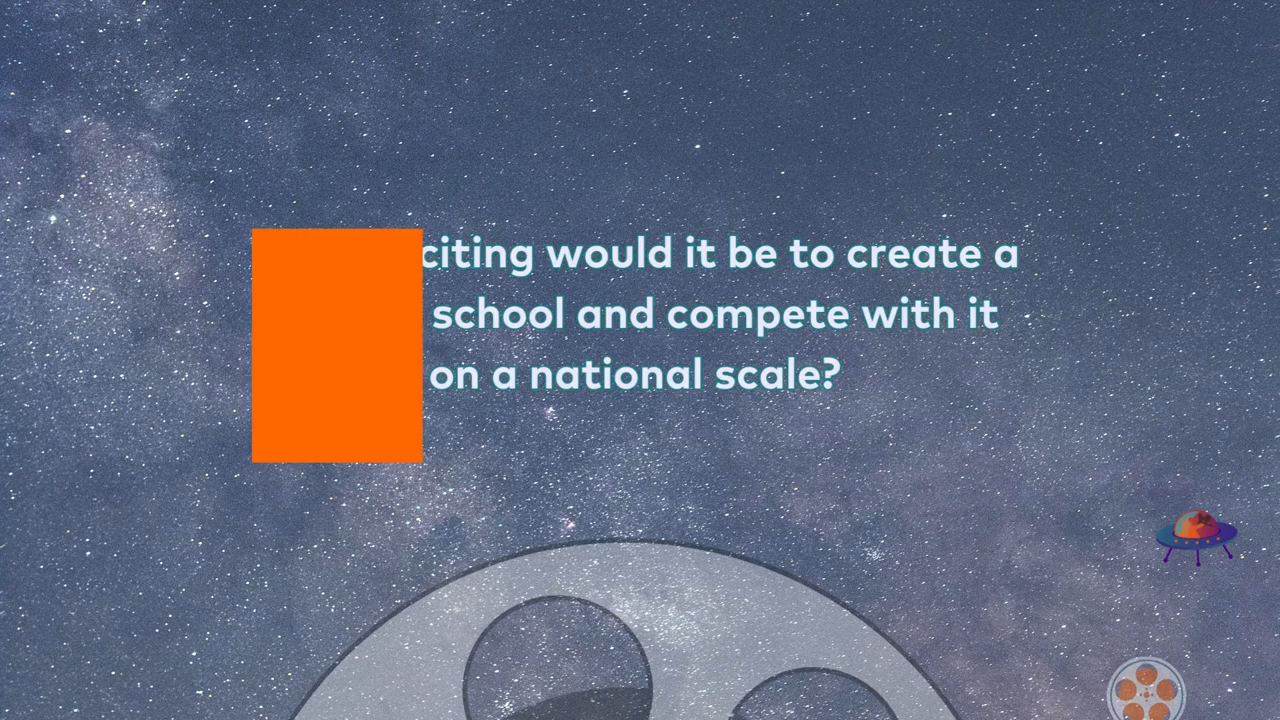 citing would it be to create a
school and compete with it
on a national scale?